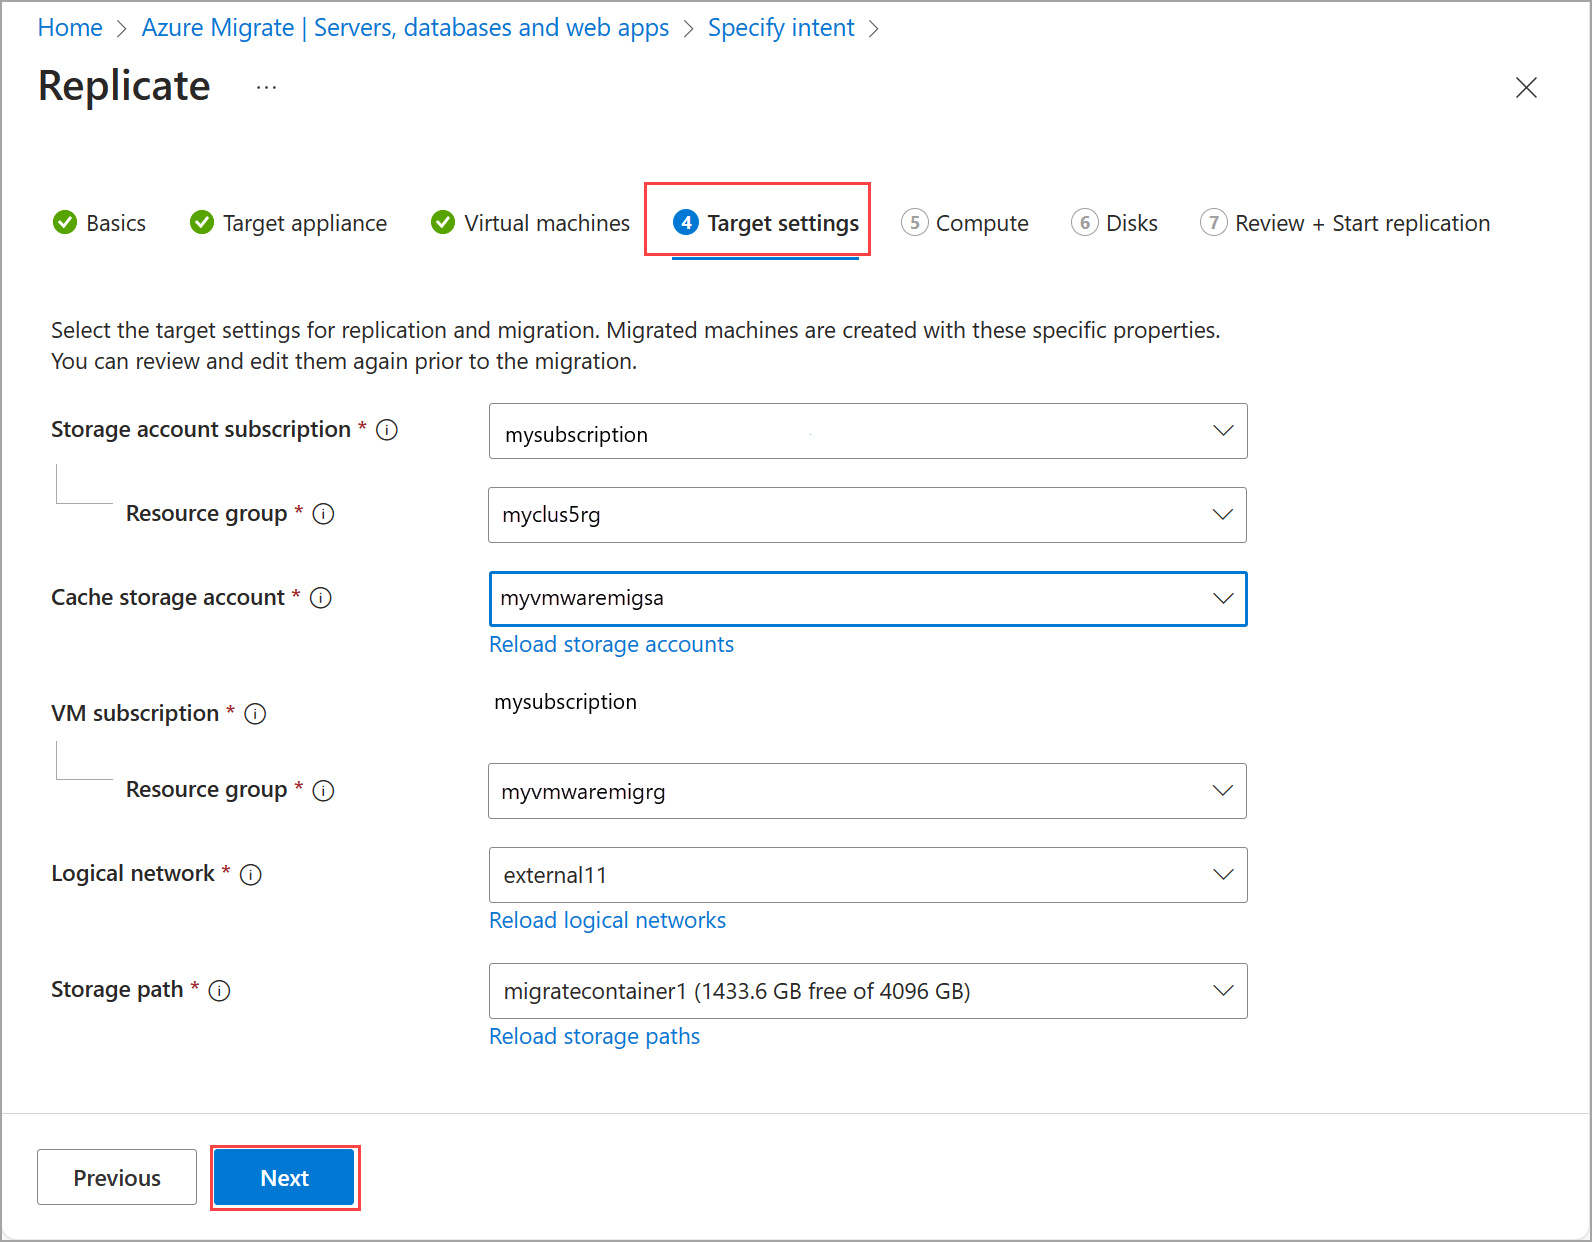 Home > Azure Migrate | Servers, databases and web apps > Specify intent >
Replicate ...
Basics Target appliance Virtual machines 4 Target settings 5 Compute 6 Disks 7 Review + Start replication
Select the target settings for replication and migration. Migrated machines are created with these specific properties.
You can review and edit them again prior to the migration.
Storage account subscription * mysubscription
Resource group * myclus5rg
Cache storage account * myvmwaremigsa
Reload storage accounts
VM subscription * mysubscription
Resource group * myvmwaremigrg
Logical network * external11
Reload logical networks
Storage path * migratecontainer1 (1433.6 GB free of 4096 GB)
Reload storage paths
Previous Next